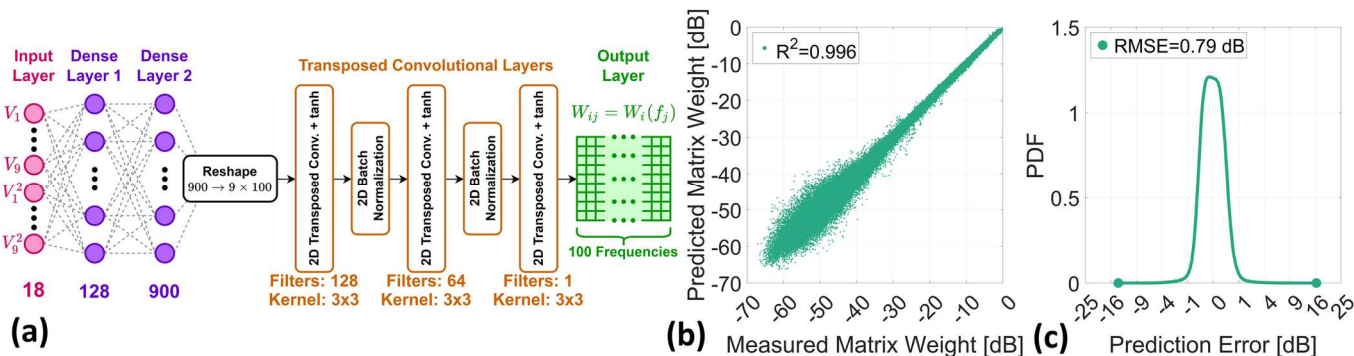 Input
Layer
Dense
Layer 1
Dense
Layer 2
V₁
V₉
V₁²
V₉²
18
128
900
Reshape
900 → 9 × 100
Transposed Convolutional Layers
2D Transposed Conv. + tanh
2D Batch
Normalization
2D Transposed Conv. + tanh
2D Batch
Normalization
2D Transposed Conv. + tanh
Filters: 128
Kernel: 3x3
Filters: 64
Kernel: 3x3
Filters: 1
Kernel: 3x3
Output
Layer
Wᵢⱼ = Wᵢ(fⱼ)
100 Frequencies
(a)
Predicted Matrix Weight [dB]
0
-10
-20
-30
-40
-50
-60
-70
R²=0.996
-70
-60
-50
-40
-30
-20
-10
0
Measured Matrix Weight [dB]
(b)
PDF
1.5
1
0.5
0
RMSE=0.79 dB
-25
-16
-9
-4
-1
0
1
4
9
16
25
Prediction Error [dB]
(c)